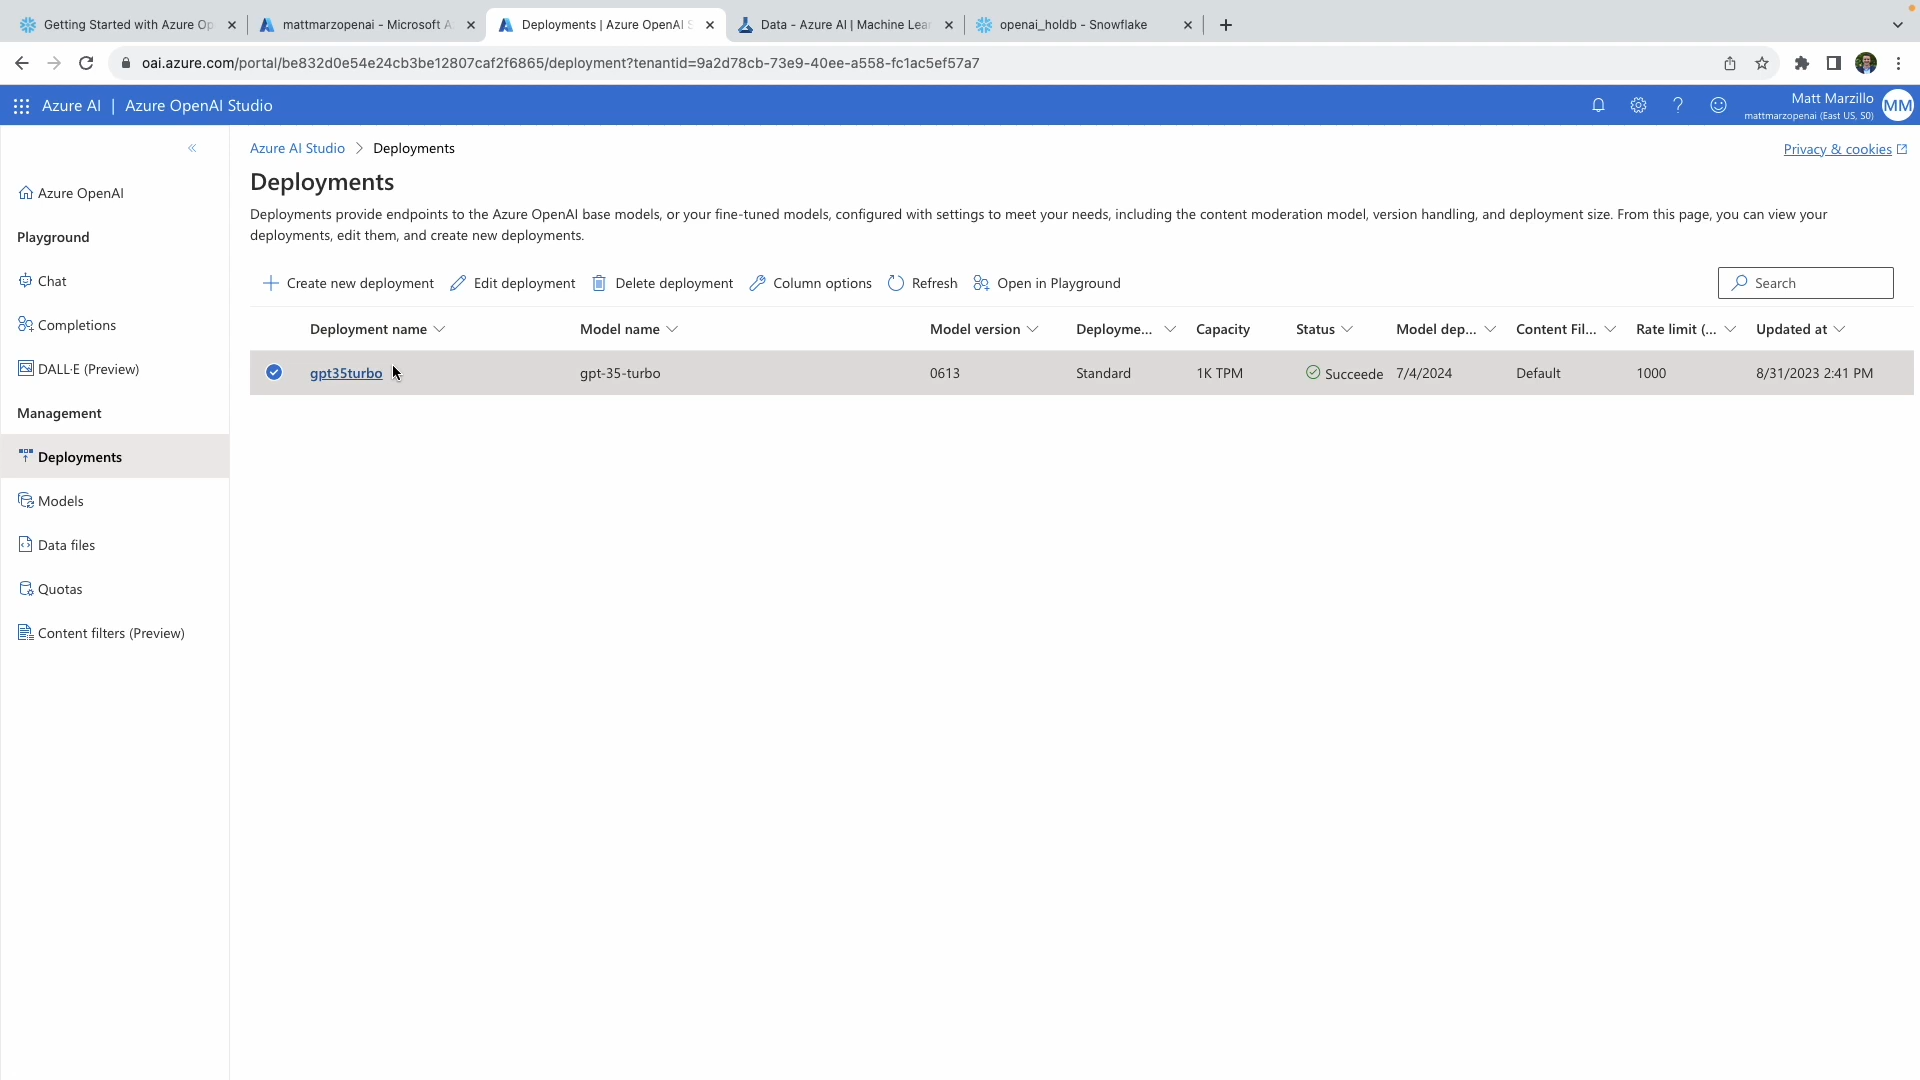 Getting Started with Azure Op
mattmarzopenai - Microsoft A
Deployments | Azure OpenAI S
Data - Azure AI | Machine Lear
openai_holdb - Snowflake
oai.azure.com/portal/be832d0e54e24cb3be12807caf2f6865/deployment?tenantid=9a2d78cb-73e9-40ee-a558-fc1ac5ef57a7
Azure AI | Azure OpenAI Studio
Matt Marzillo
mattmarzopenai (East US, S0)
MM
Azure AI Studio > Deployments
Privacy & cookies
Deployments
Deployments provide endpoints to the Azure OpenAI base models, or your fine-tuned models, configured with settings to meet your needs, including the content moderation model, version handling, and deployment size. From this page, you can view your
deployments, edit them, and create new deployments.
Azure OpenAI
Playground
Chat
Completions
DALL·E (Preview)
Management
Deployments
Models
Data files
Quotas
Content filters (Preview)
Create new deployment Edit deployment Delete deployment Column options Refresh Open in Playground Search
Deployment name Model name Model version Deployme... Capacity Status Model dep... Content Fil... Rate limit (... Updated at
gpt35turbo gpt-35-turbo 0613 Standard 1K TPM Succeede 7/4/2024 Default 1000 8/31/2023 2:41 PM